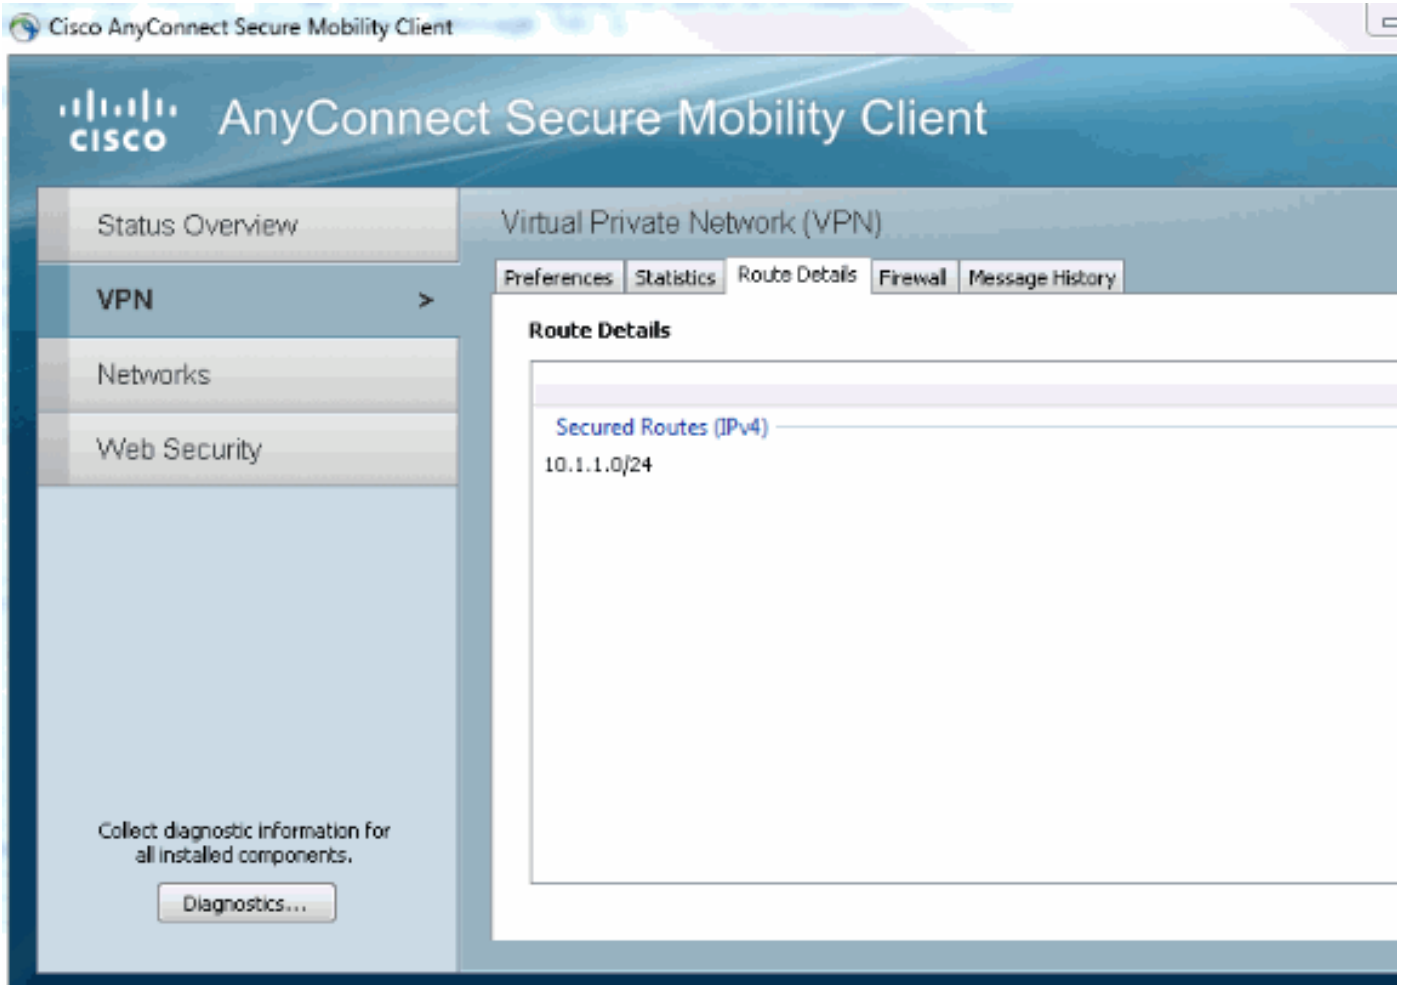 Cisco AnyConnect Secure Mobility Client
CISCO AnyConnect Secure Mobility Client
Status Overview
VPN >
Networks
Web Security
Collect diagnostic information for
all installed components.
Diagnostics...
Virtual Private Network (VPN)
Preferences Statistics Route Details Firewall Message History
Route Details
Secured Routes (IPv4)
10.1.1.0/24